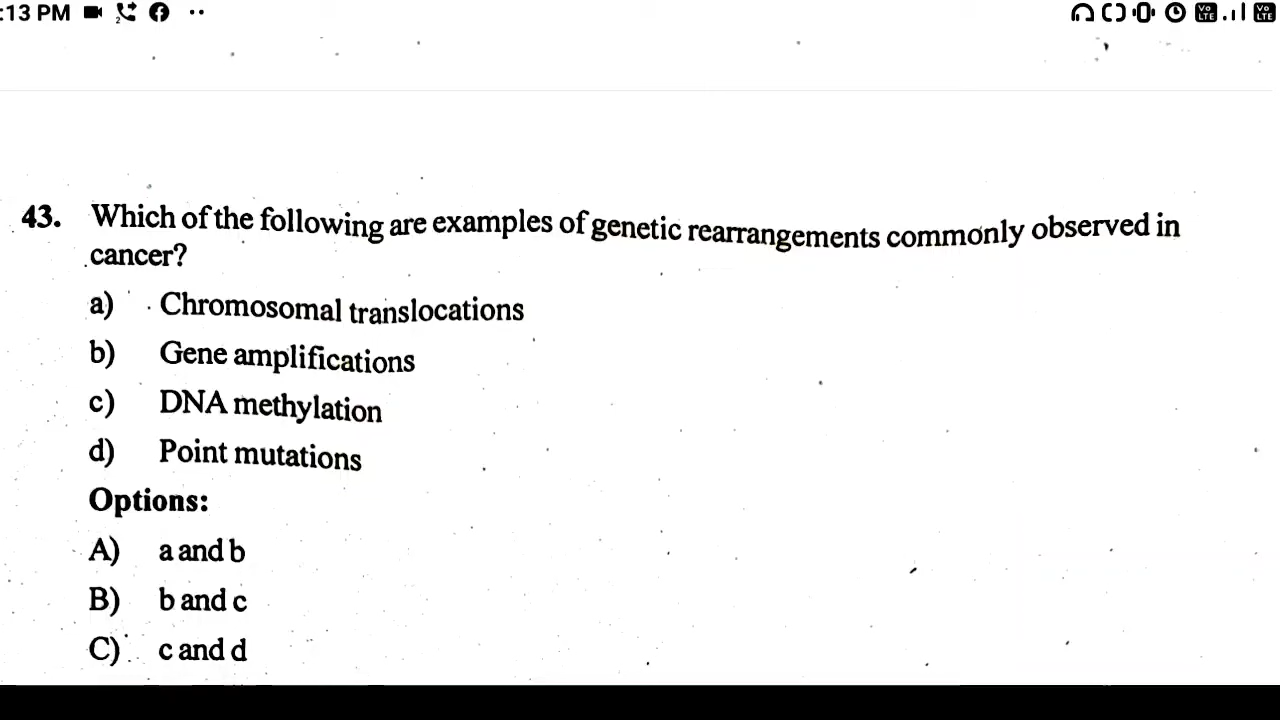 :13 PM
43. Which of the following are examples of genetic rearrangements commonly observed in
cancer?
a) Chromosomal translocations
b) Gene amplifications
c) DNA methylation
d) Point mutations
Options:
A) a and b
B) b and c
C) c and d